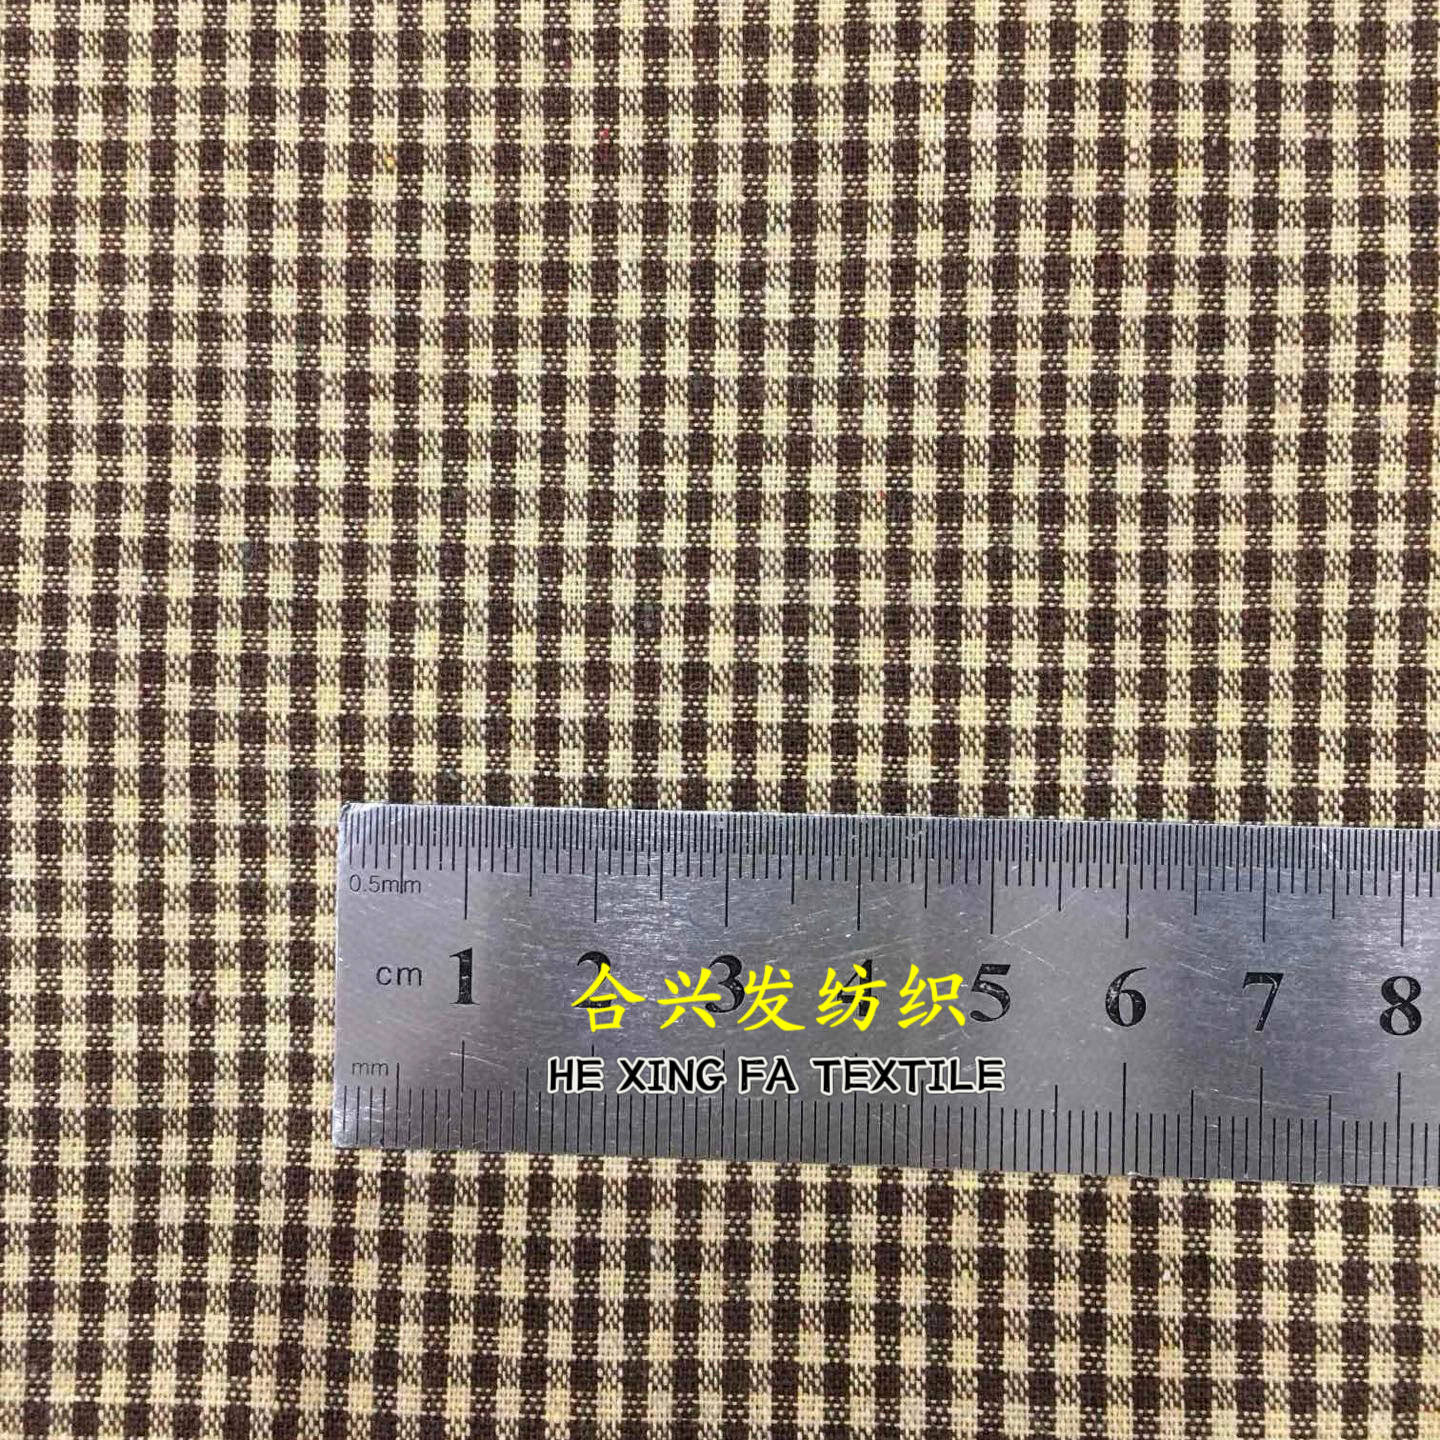 0.5mm
cm 1 2 3 4 5 6 7 8
合兴发纺织
mm
HE XING FA TEXTILE